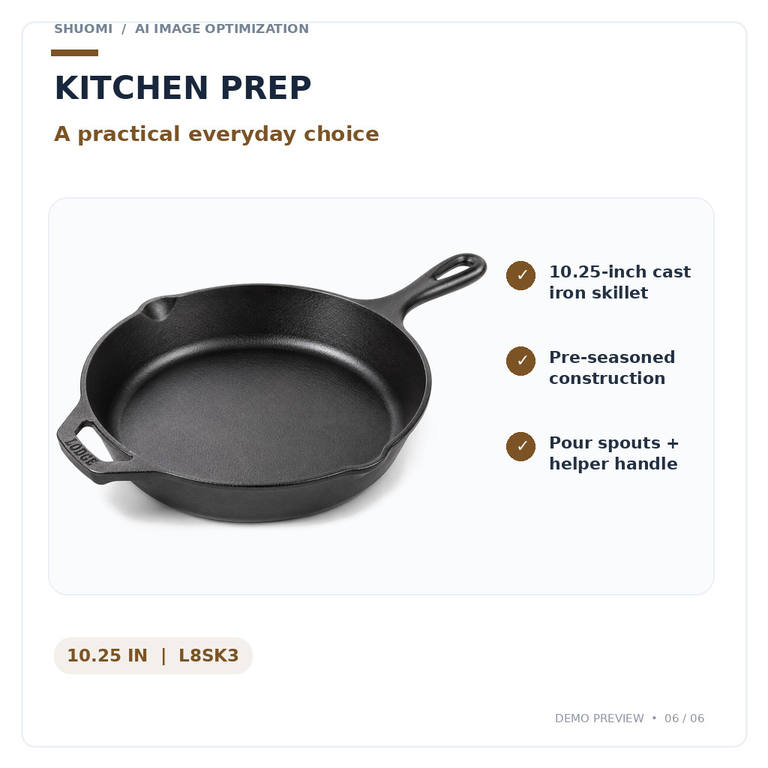 SHUOMI / AI IMAGE OPTIMIZATION
KITCHEN PREP
A practical everyday choice
✓ 10.25-inch cast
iron skillet
✓ Pre-seasoned
construction
✓ Pour spouts +
helper handle
LODGE
10.25 IN | L8SK3
DEMO PREVIEW • 06 / 06